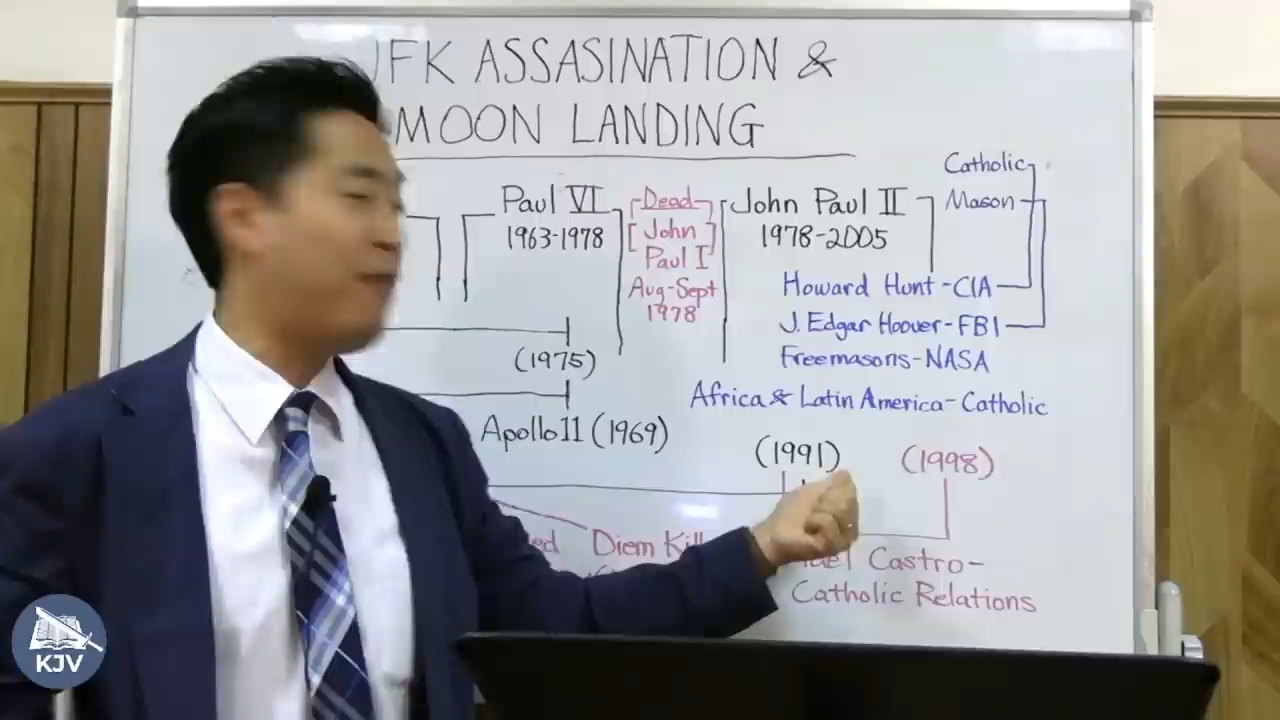 JFK ASSASINATION &
MOON LANDING
Catholic
Mason
Paul VI
1963-1978
Dead
John
Paul I
Aug-Sept
1978
John Paul II
1978-2005
Howard Hunt-CIA
J. Edgar Hoover-FBI
Freemasons-NASA
(1975)
Africa & Latin America-Catholic
Apollo 11 (1969)
(1991)
(1998)
Diem
Castro-
Catholic Relations
KJV